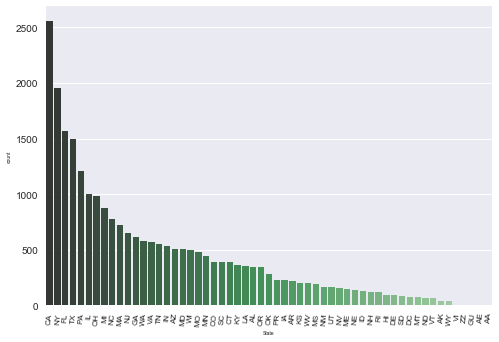 2500
2000
1500
1000
500
0
count
CA NY FL TX PA IL OH MI NC MA NJ GA WA VA TN IN AZ MD WI MO MN CO SC CT KY LA AL OR OK PR IA AR KS WV MS NM UT NV ME NE ID NH RI HI DE SD DC MT ND VT AK WY VI ZZ GU AE AA
State